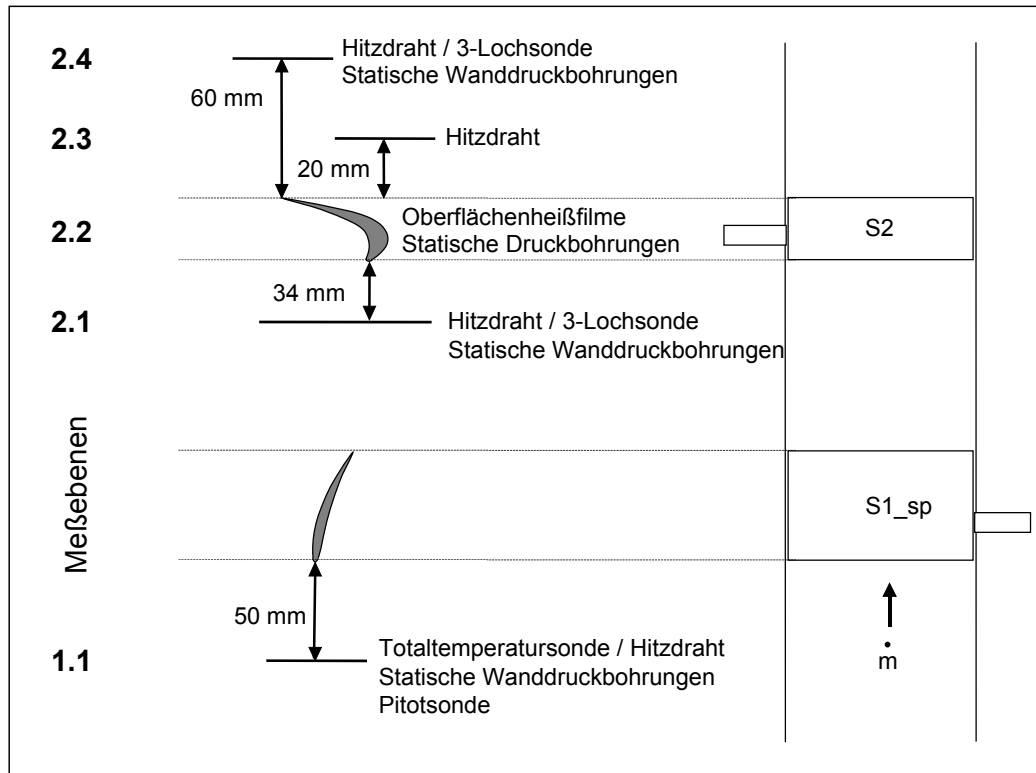 2.4
Hitzdraht / 3-Lochsonde
Statische Wanddruckbohrungen
60 mm
2.3
Hitzdraht
20 mm
2.2
Oberflächenheißfilme
Statische Druckbohrungen
S2
34 mm
2.1
Hitzdraht / 3-Lochsonde
Statische Wanddruckbohrungen
Meßebenen
S1_sp
50 mm
1.1
Totaltemperatursonde / Hitzdraht
Statische Wanddruckbohrungen
Pitotsonde
ṁ